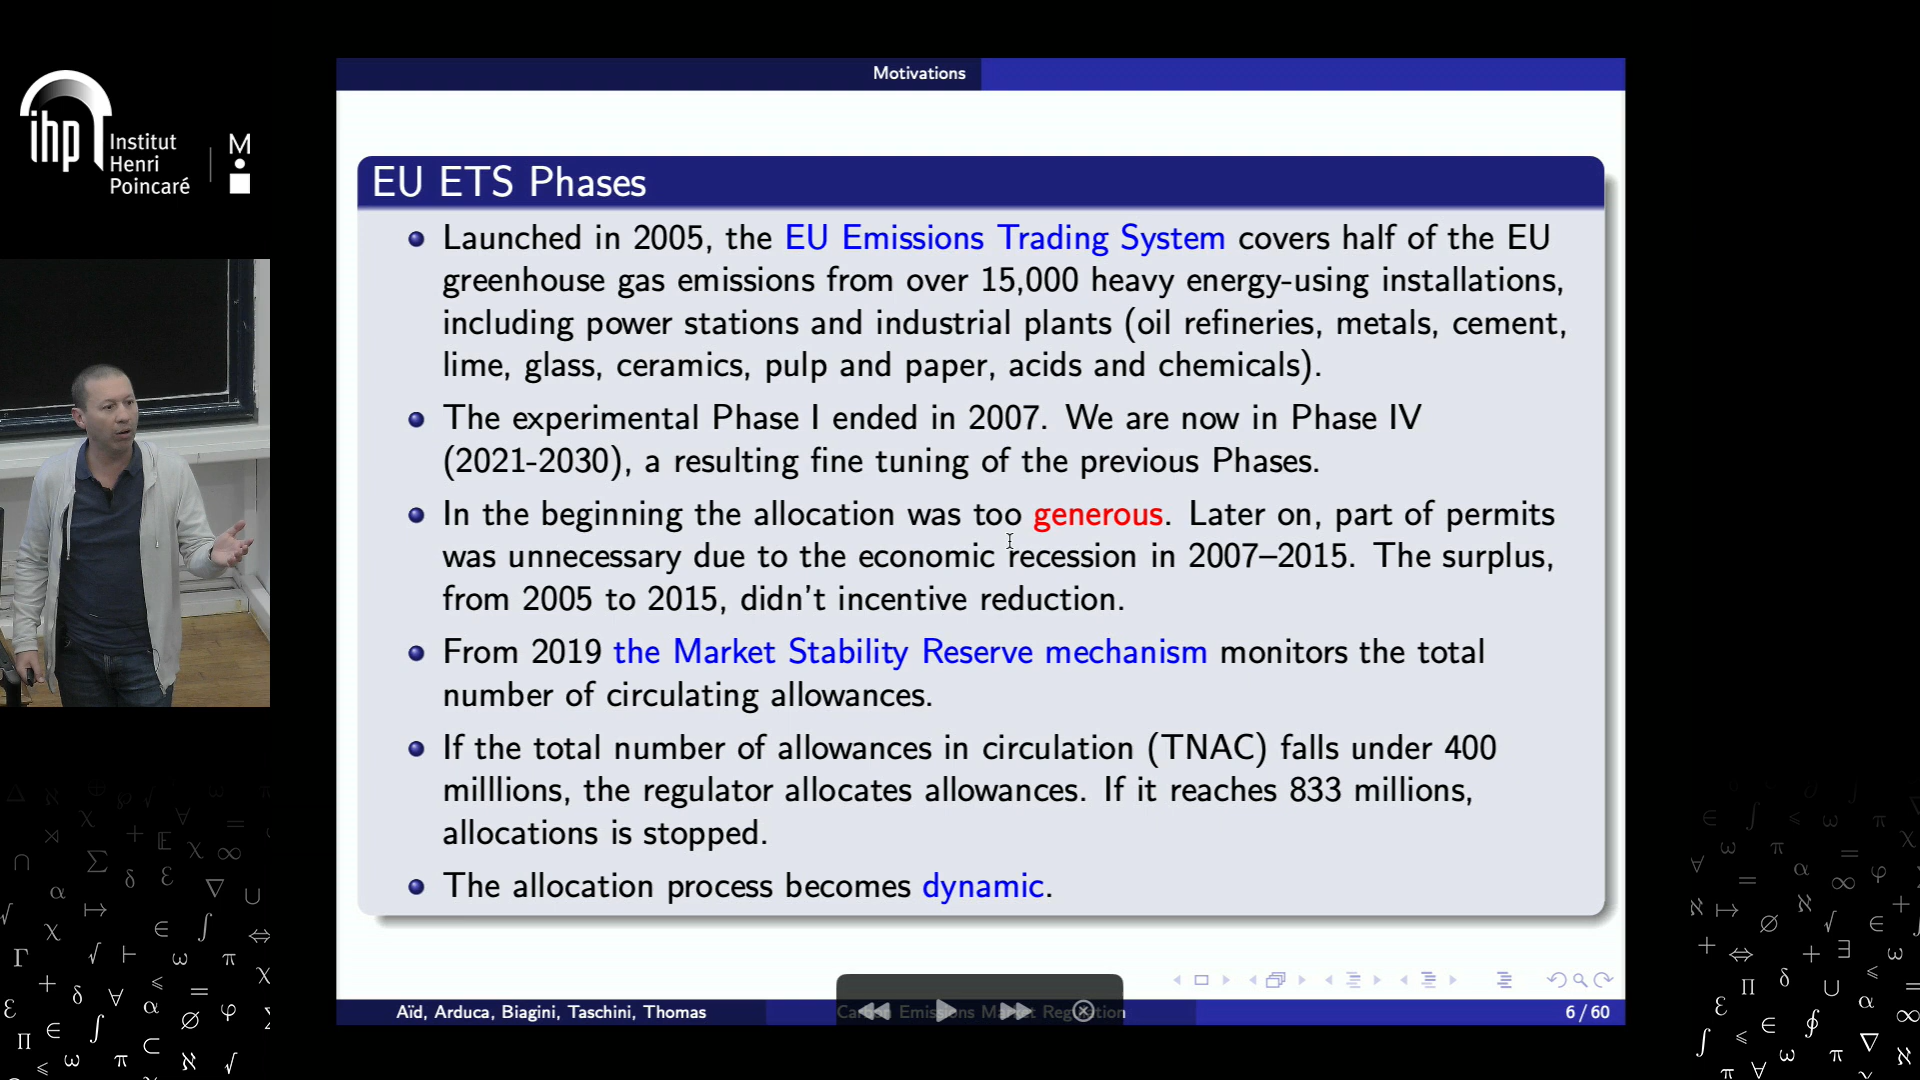 Motivations
ihp
Institut
Henri
Poincaré
M
EU ETS Phases
Launched in 2005, the EU Emissions Trading System covers half of the EU
greenhouse gas emissions from over 15,000 heavy energy-using installations,
including power stations and industrial plants (oil refineries, metals, cement,
lime, glass, ceramics, pulp and paper, acids and chemicals).
The experimental Phase I ended in 2007. We are now in Phase IV
(2021-2030), a resulting fine tuning of the previous Phases.
In the beginning the allocation was too generous. Later on, part of permits
was unnecessary due to the economic recession in 2007–2015. The surplus,
from 2005 to 2015, didn't incentive reduction.
From 2019 the Market Stability Reserve mechanism monitors the total
number of circulating allowances.
If the total number of allowances in circulation (TNAC) falls under 400
milllions, the regulator allocates allowances. If it reaches 833 millions,
allocations is stopped.
The allocation process becomes dynamic.
Aïd, Arduca, Biagini, Taschini, Thomas
Emissions
6 / 60